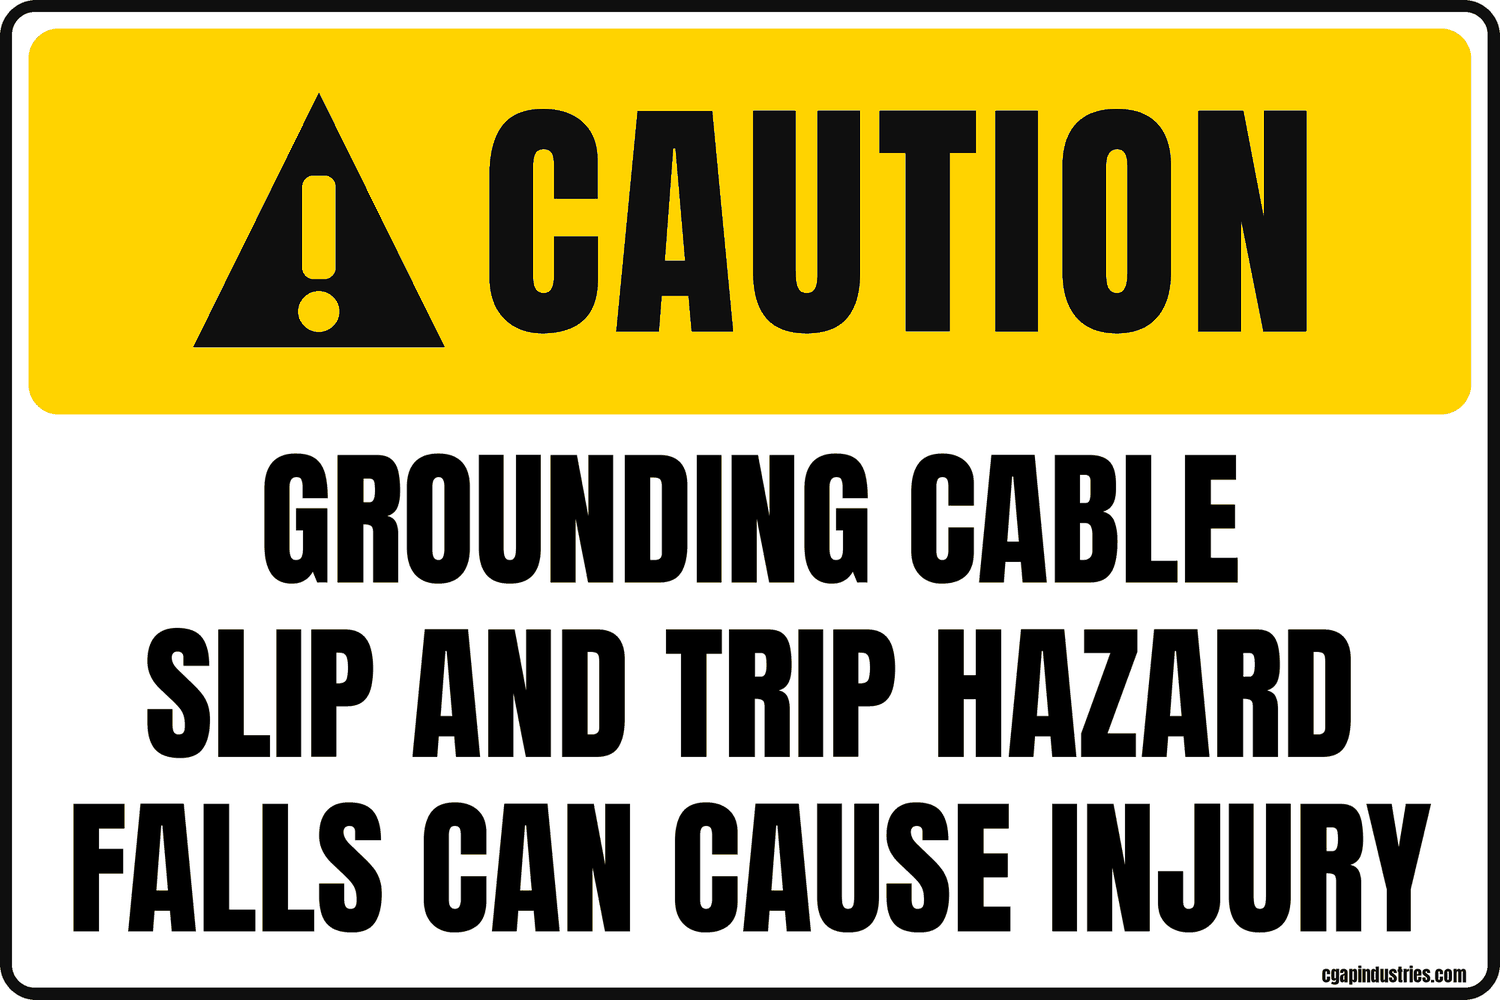 CAUTION
GROUNDING CABLE
SLIP AND TRIP HAZARD
FALLS CAN CAUSE INJURY
cgapindustries.com